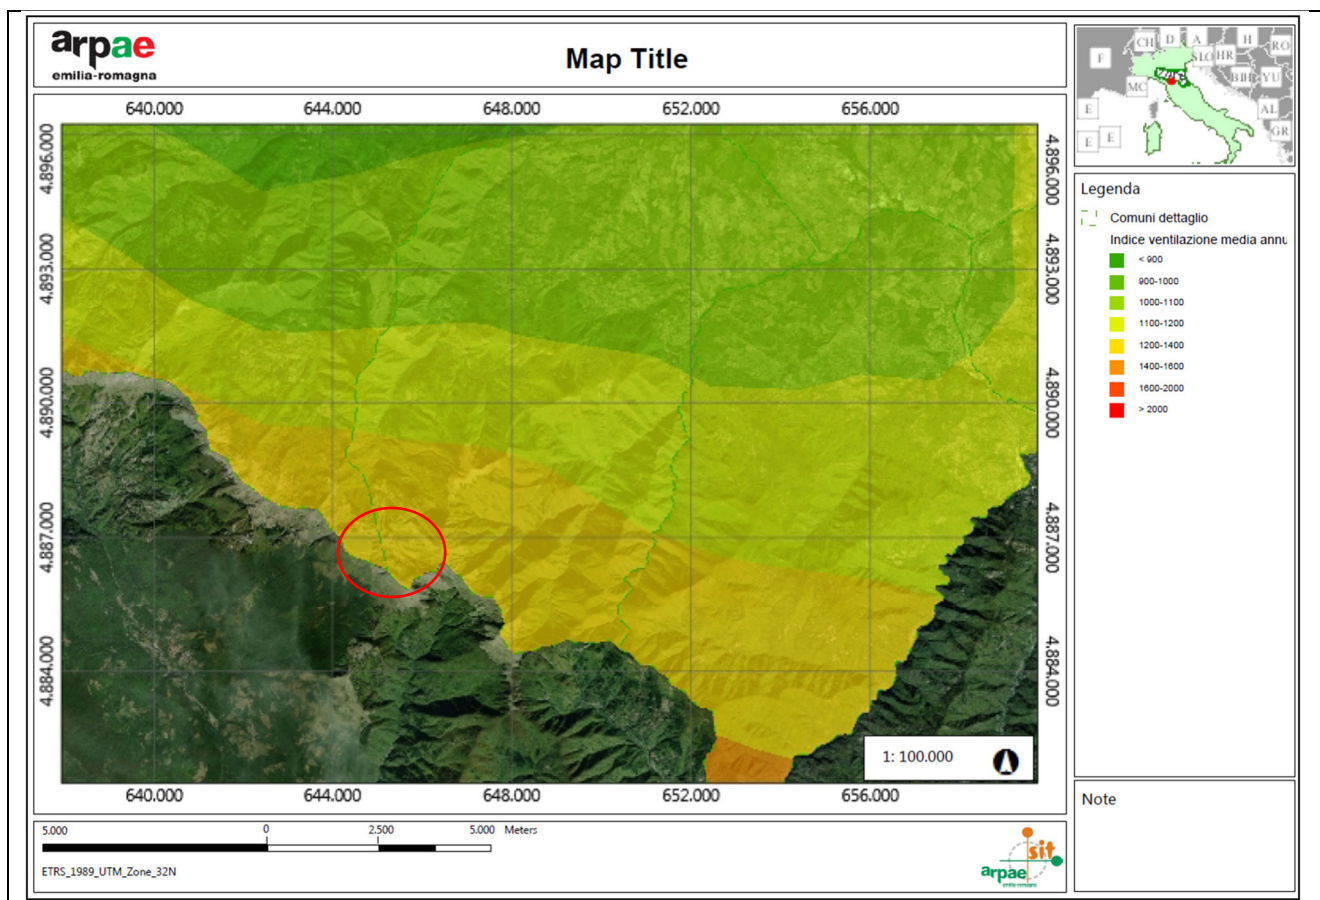 arpae
emilia-romagna
Map Title
CH D A H RO
F SLO HR
BIH YU
MC
E AL
E E GR
640.000 644.000 648.000 652.000 656.000
4.896.000 4.896.000
4.893.000 4.893.000
4.890.000 4.890.000
4.887.000 4.887.000
4.884.000 4.884.000
640.000 644.000 648.000 652.000 656.000
1: 100.000
Legenda
Comuni dettaglio
Indice ventilazione media annu
< 900
900-1000
1000-1100
1100-1200
1200-1400
1400-1600
1600-2000
> 2000
Note
5.000 0 2.500 5.000 Meters
ETRS_1989_UTM_Zone_32N
sit
arpae
emilia-romagna